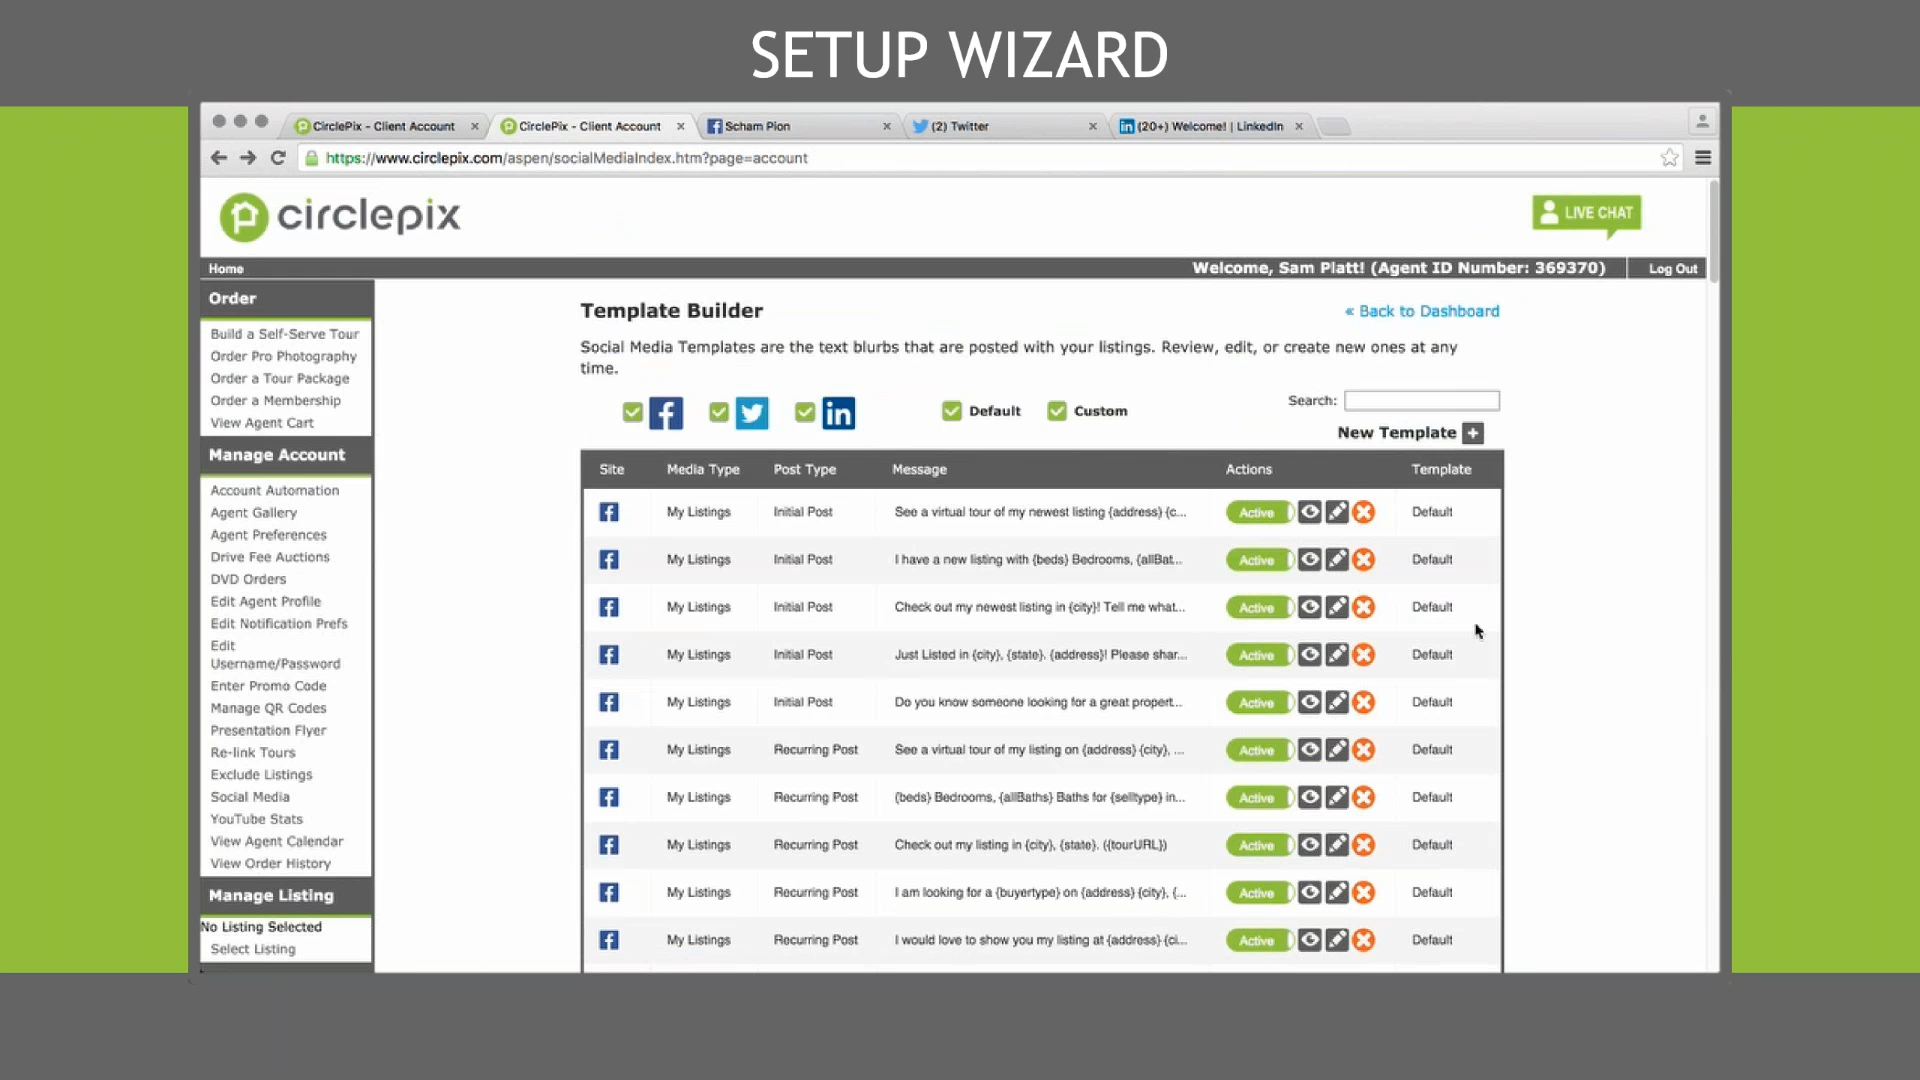 SETUP WIZARD
CirclePix - Client Account
CirclePix - Client Account
Scham Pion
(2) Twitter
(20+) Welcome! | LinkedIn
https://www.circlepix.com/aspen/socialMediaIndex.htm?page=account
circlepix
LIVE CHAT
Home
Welcome, Sam Platt! (Agent ID Number: 369370)
Log Out
Order
Build a Self-Serve Tour
Order Pro Photography
Order a Tour Package
Order a Membership
View Agent Cart
Manage Account
Account Automation
Agent Gallery
Agent Preferences
Drive Fee Auctions
DVD Orders
Edit Agent Profile
Edit Notification Prefs
Edit
Username/Password
Enter Promo Code
Manage QR Codes
Presentation Flyer
Re-link Tours
Exclude Listings
Social Media
YouTube Stats
View Agent Calendar
View Order History
Manage Listing
No Listing Selected
Select Listing
Template Builder
« Back to Dashboard
Social Media Templates are the text blurbs that are posted with your listings. Review, edit, or create new ones at any
time.
Default
Custom
Search:
New Template +
Site Media Type Post Type Message Actions Template
My Listings Initial Post See a virtual tour of my newest listing {address} {c... Active Default
My Listings Initial Post I have a new listing with {beds} Bedrooms, {allBat... Active Default
My Listings Initial Post Check out my newest listing in {city}! Tell me what... Active Default
My Listings Initial Post Just Listed in {city}, {state}. {address}! Please shar... Active Default
My Listings Initial Post Do you know someone looking for a great propert... Active Default
My Listings Recurring Post See a virtual tour of my listing on {address} {city}, ... Active Default
My Listings Recurring Post {beds} Bedrooms, {allBaths} Baths for {selltype} in... Active Default
My Listings Recurring Post Check out my listing in {city}, {state}. ({tourURL}) Active Default
My Listings Recurring Post I am looking for a {buyertype} on {address} {city}, {... Active Default
My Listings Recurring Post I would love to show you my listing at {address} {ci... Active Default